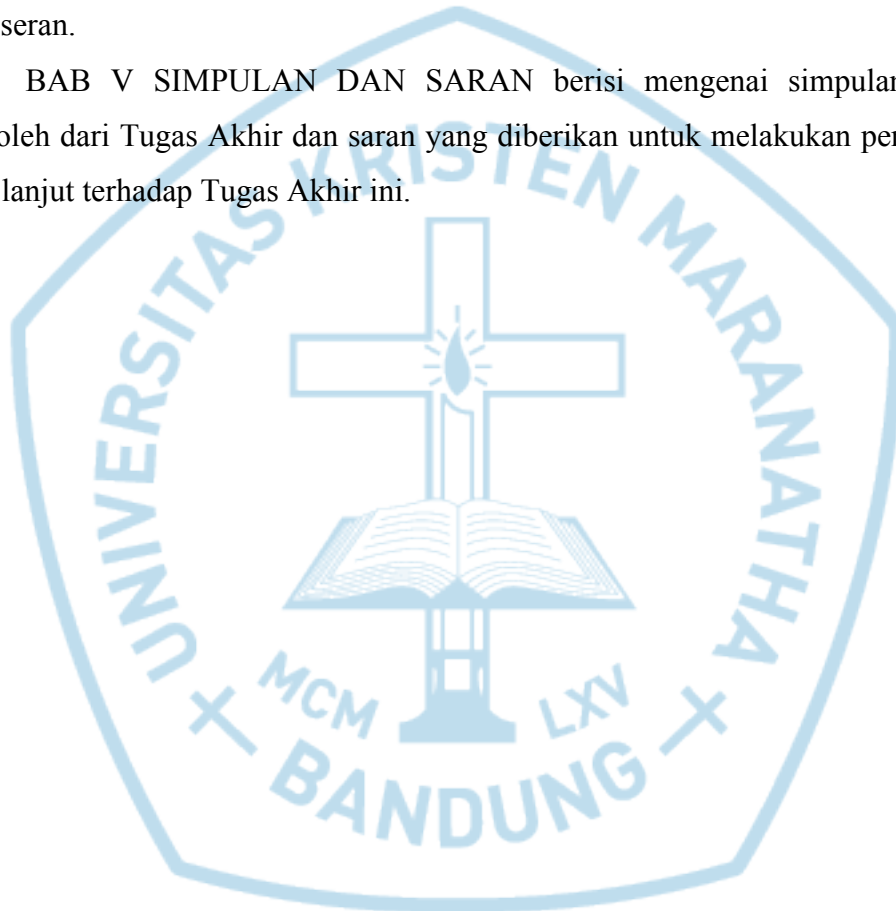 seran.
BAB V SIMPULAN DAN SARAN berisi mengenai simpulan
oleh dari Tugas Akhir dan saran yang diberikan untuk melakukan per
lanjut terhadap Tugas Akhir ini.
UNIVERSITAS KRISTEN MARANATHA
MCM LXV
BANDUNG